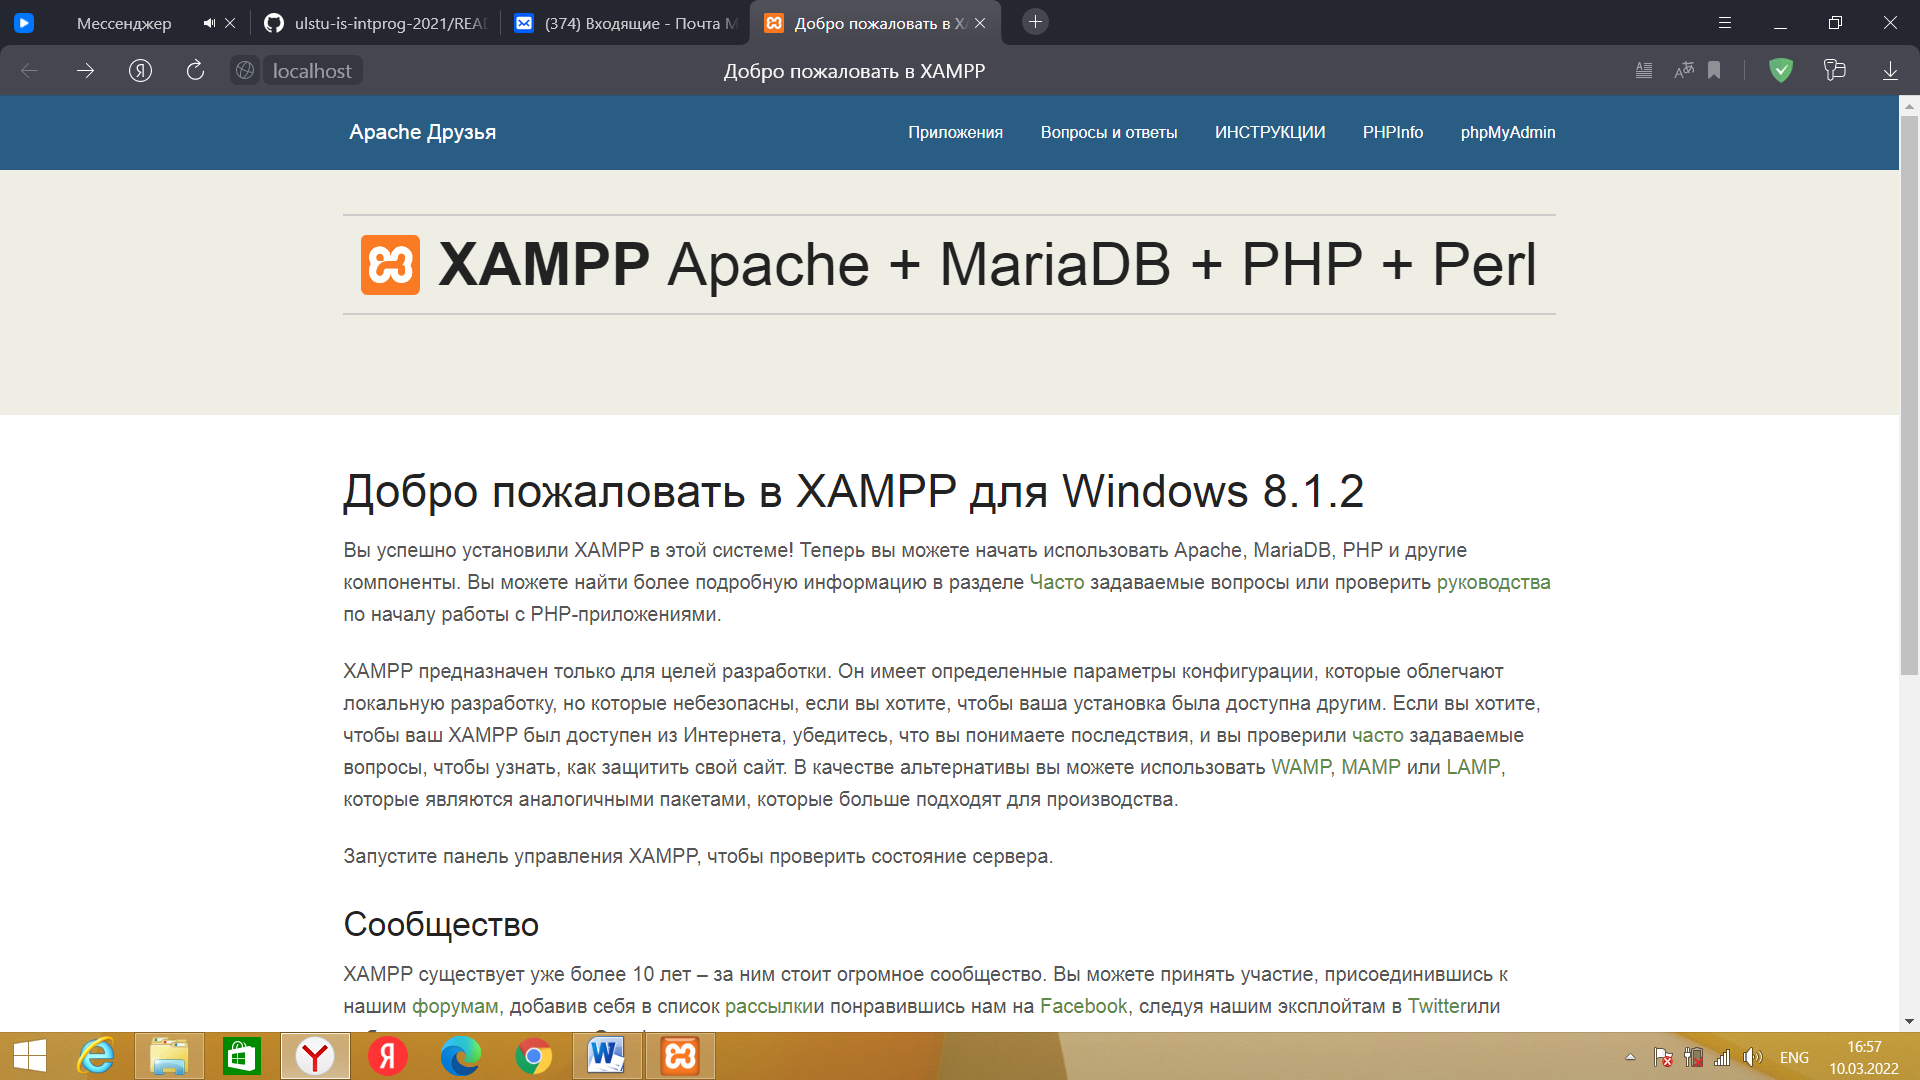 Мессенджер
ulstu-is-intprog-2021/REA
(374) Входящие - Почта M
Добро пожаловать в X
localhost
Добро пожаловать в XAMPP
Apache Друзья
Приложения
Вопросы и ответы
ИНСТРУКЦИИ
PHPInfo
phpMyAdmin
XAMPP Apache + MariaDB + PHP + Perl
Добро пожаловать в XAMPP для Windows 8.1.2
Вы успешно установили XAMPP в этой системе! Теперь вы можете начать использовать Apache, MariaDB, PHP и другие
компоненты. Вы можете найти более подробную информацию в разделе Часто задаваемые вопросы или проверить руководства
по началу работы с PHP-приложениями.
XAMPP предназначен только для целей разработки. Он имеет определенные параметры конфигурации, которые облегчают
локальную разработку, но которые небезопасны, если вы хотите, чтобы ваша установка была доступна другим. Если вы хотите,
чтобы ваш XAMPP был доступен из Интернета, убедитесь, что вы понимаете последствия, и вы проверили часто задаваемые
вопросы, чтобы узнать, как защитить свой сайт. В качестве альтернативы вы можете использовать WAMP, MAMP или LAMP,
которые являются аналогичными пакетами, которые больше подходят для производства.
Запустите панель управления XAMPP, чтобы проверить состояние сервера.
Сообщество
XAMPP существует уже более 10 лет – за ним стоит огромное сообщество. Вы можете принять участие, присоединившись к
нашим форумам, добавив себя в список рассылкии понравившись нам на Facebook, следуя нашим эксплойтам в Twitterили
ENG
16:57
10.03.2022